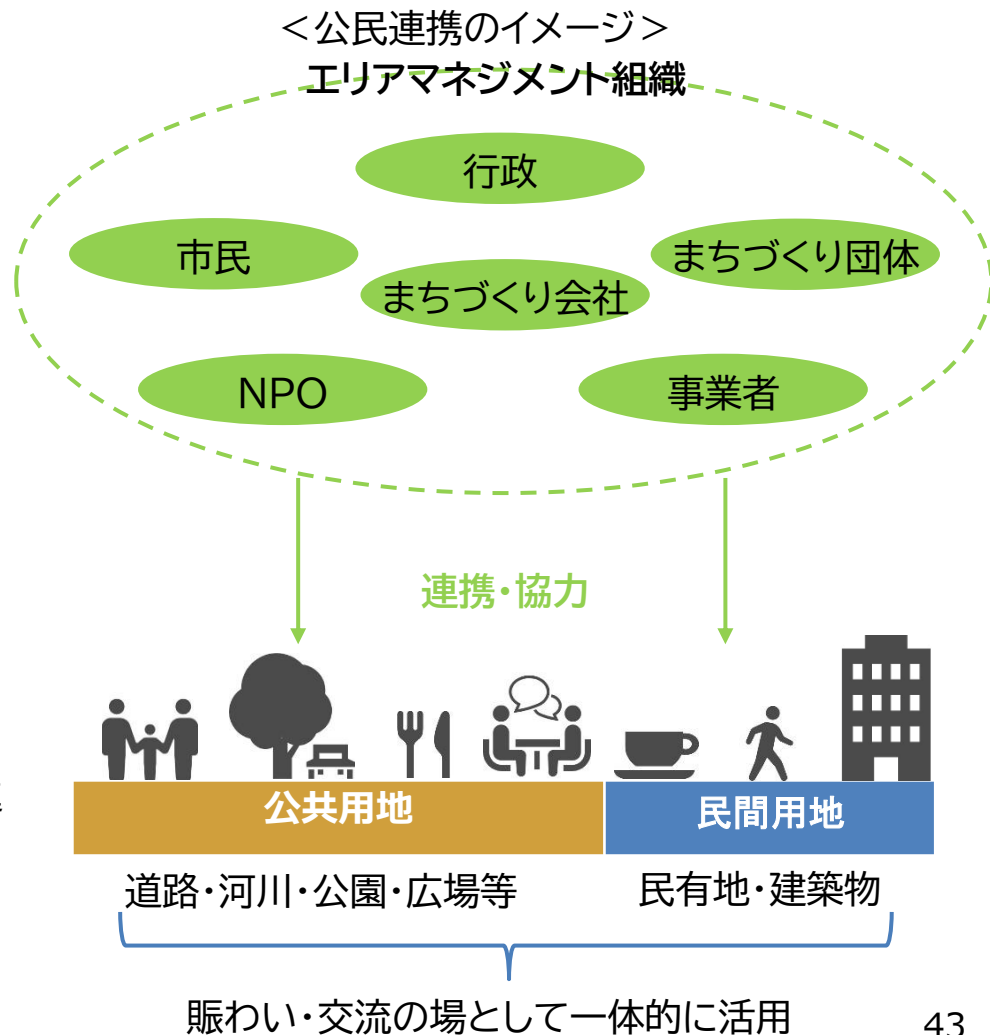 ＜公民連携のイメージ＞
エリアマネジメント組織
行政
市民
まちづくり団体
まちづくり会社
NPO
事業者
連携・協力
公共用地
民間用地
道路・河川・公園・広場等
民有地・建築物
賑わい・交流の場として一体的に活用
43